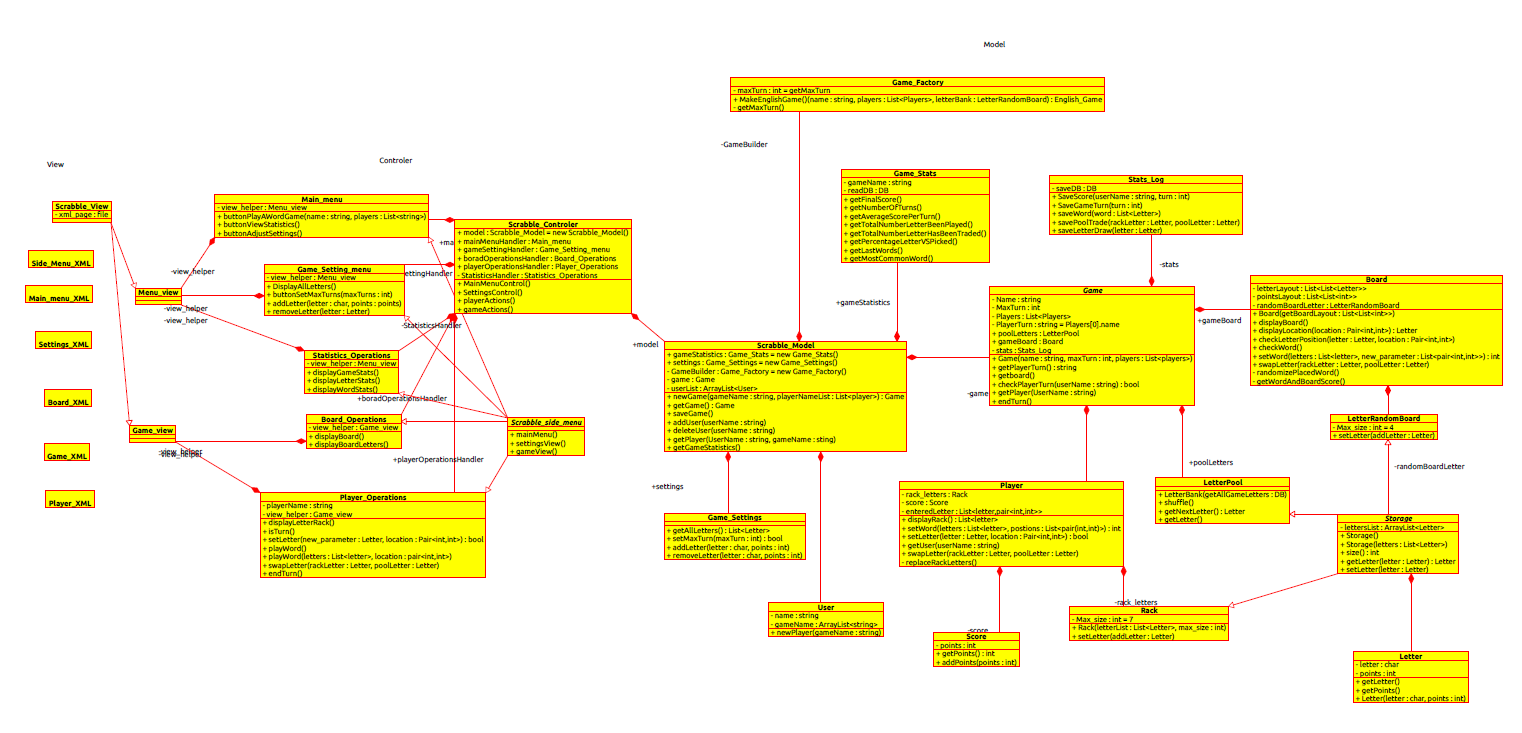 Model
View
Controler
Game_Factory
- maxTurn : int = getMaxTurn
+ MakeEnglishGame()(name : string, players : List<Players>, letterBank : LetterRandomBoard) : English_Game
- getMaxTurn()
-GameBuilder
Scrabble_View
- xml_page : file
Side_Menu_XML
Main_menu_XML
Settings_XML
Board_XML
Game_XML
Player_XML
Menu_view
Game_view
-view_helper
-view_helper
-view_helper
-view_helper
-view_helper
Main_menu
- view_helper : Menu_view
+ buttonPlayAWordGame(name : string, players : List<string>)
+ buttonViewStatistics()
+ buttonAdjustSettings()
Game_Setting_menu
- view_helper : Menu_view
+ DisplayAllLetters()
+ buttonSetMaxTurns(maxTurns : int)
+ addLetter(letter : char, points : points)
+ removeLetter(letter : Letter)
Statistics_Operations
- view_helper : Menu_view
+ displayGameStats()
+ displayLetterStats()
+ displayWordStats()
Board_Operations
- view_helper : Game_view
+ displayBoard()
+ displayBoardLetters()
Player_Operations
- playerName : string
- view_helper : Game_view
+ displayLetterRack()
+ isTurn()
+ setLetter(new_parameter : Letter, location : Pair<int,int>) : bool
+ playWord()
+ playWord(letters : List<letter>, location : pair<int,int>)
+ swapLetter(rackLetter : Letter, poolLetter : Letter)
+ endTurn()
+ma
ettingHandler
-StatisticsHandler
+boradOperationsHandler
+playerOperationsHandler
Scrabble_Controler
+ model : Scrabble_Model = new Scrabble_Model()
+ mainMenuHandler : Main_menu
+ gameSettingHandler : Game_Setting_menu
+ boradOperationsHandler : Board_Operations
+ playerOperationsHandler : Player_Operations
- StatisticsHandler : Statistics_Operations
+ MainMenuControl()
+ SettingsControl()
+ playerActions()
+ gameActions()
Scrabble_side_menu
+ mainMenu()
+ settingsView()
+ gameView()
+model
Scrabble_Model
+ gameStatistics : Game_Stats = new Game_Stats()
+ settings : Game_Settings = new Game_Settings()
- GameBuilder : Game_Factory = new Game_Factory()
- game : Game
- userList : ArrayList<User>
+ newGame(gameName : string, playerNameList : List<player>) : Game
+ getGame() : Game
+ saveGame()
+ addUser(userName : string)
+ deleteUser(userName : string)
+ getPlayer(UserName : string, gameName : sting)
+ getGameStatistics()
+settings
Game_Settings
+ getAllLetters() : List<Letter>
+ setMaxTurn(maxTurn : int) : bool
+ addLetter(letter : char, points : int)
+ removeLetter(letter : char, points : int)
User
- name : string
- gameName : ArrayList<string>
+ newPlayer(gameName : string)
Game_Stats
- gameName : string
- readDB : DB
+ getFinalScore()
+ getNumberOfTurns()
+ getAverageScorePerTurn()
+ getTotalNumberLetterBeenPlayed()
+ getTotalNumberLetterHasBeenTraded()
+ getPercentageLetterVSPicked()
+ getLastWords()
+ getMostCommonWord()
+gameStatistics
Stats_Log
- saveDB : DB
+ SaveScore(userName : string, turn : int)
+ SaveGameTurn(turn : int)
+ saveWord(word : List<Letter>)
+ savePoolTrade(rackLetter : Letter, poolLetter : Letter)
+ saveLetterDraw(letter : Letter)
-stats
Game
- Name : string
- MaxTurn : int
- Players : List<Players>
- PlayerTurn : string = Players[0].name
+ poolLetters : LetterPool
+ gameBoard : Board
- stats : Stats_Log
+ Game(name : string, maxTurn : int, players : List<players>)
+ getPlayerTurn() : string
+ getboard()
+ checkPlayerTurn(userName : string) : bool
+ getPlayer(UserName : string)
+ endTurn()
-game
+gameBoard
Board
- letterLayout : List<List<Letter>>
- pointsLayout : List<List<int>>
- randomBoardLetter : LetterRandomBoard
+ Board(getBoardLayout : List<List<int>>)
+ displayBoard()
+ displayLocation(location : Pair<int,int>) : Letter
+ checkLetterPosition(letter : Letter, location : Pair<int,int)
+ checkWord()
+ setWord(letters : List<letter>, new_parameter : List<pair<int,int>>) : int
+ swapLetter(rackLetter : Letter, poolLetter : Letter)
- randomizePlacedWord()
- getWordAndBoardScore()
LetterRandomBoard
- Max_size : int = 4
+ setLetter(addLetter : Letter)
-randomBoardLetter
+poolLetters
LetterPool
+ LetterBank(getAllGameLetters : DB)
+ shuffle()
+ getNextLetter() : Letter
+ getLetter()
Storage
- lettersList : ArrayList<Letter>
+ Storage()
+ Storage(letters : List<Letter>)
+ size() : int
+ getLetter(letter : Letter) : Letter
+ setLetter(letter : Letter)
Player
- rack_letters : Rack
- score : Score
- enteredLetter : List<letter,pair<int,int>>
+ displayRack() : List<letter>
+ setWord(letters : List<letter>, postions : List<pair(int,int)>) : int
+ setLetter(letter : Letter, location : Pair<int,int>) : bool
+ getUser(userName : string)
+ swapLetter(rackLetter : Letter, poolLetter : Letter)
- replaceRackLetters()
-score
Score
- points : int
+ getPoints() : int
+ addPoints(points : int)
-rack_letters
Rack
- Max_size : int = 7
+ Rack(letterList : List<Letter>, max_size : int)
+ setLetter(addLetter : Letter)
Letter
- letter : char
- points : int
+ getLetter()
+ getPoints()
+ Letter(letter : char, points : int)